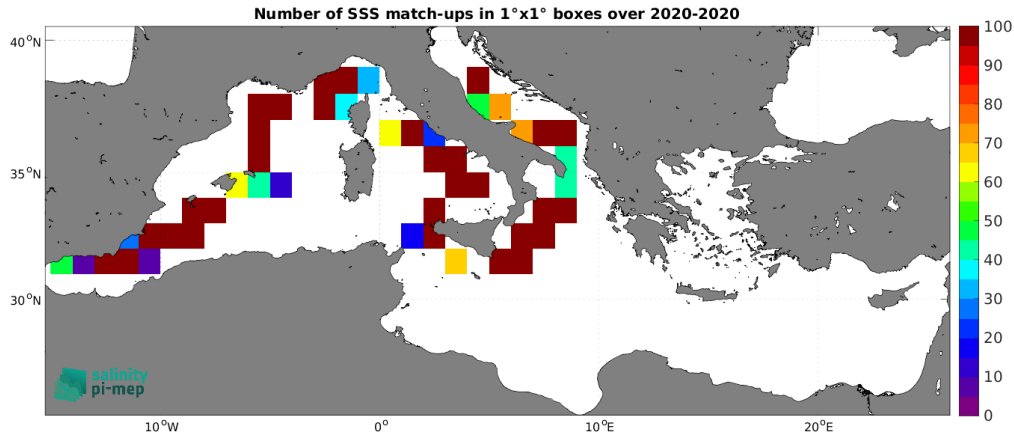 Number of SSS match-ups in 1°x1° boxes over 2020-2020
40°N
35°N
30°N
10°W
0°
10°E
20°E
100
90
80
70
60
50
40
30
20
10
0
salinity
pi-mep